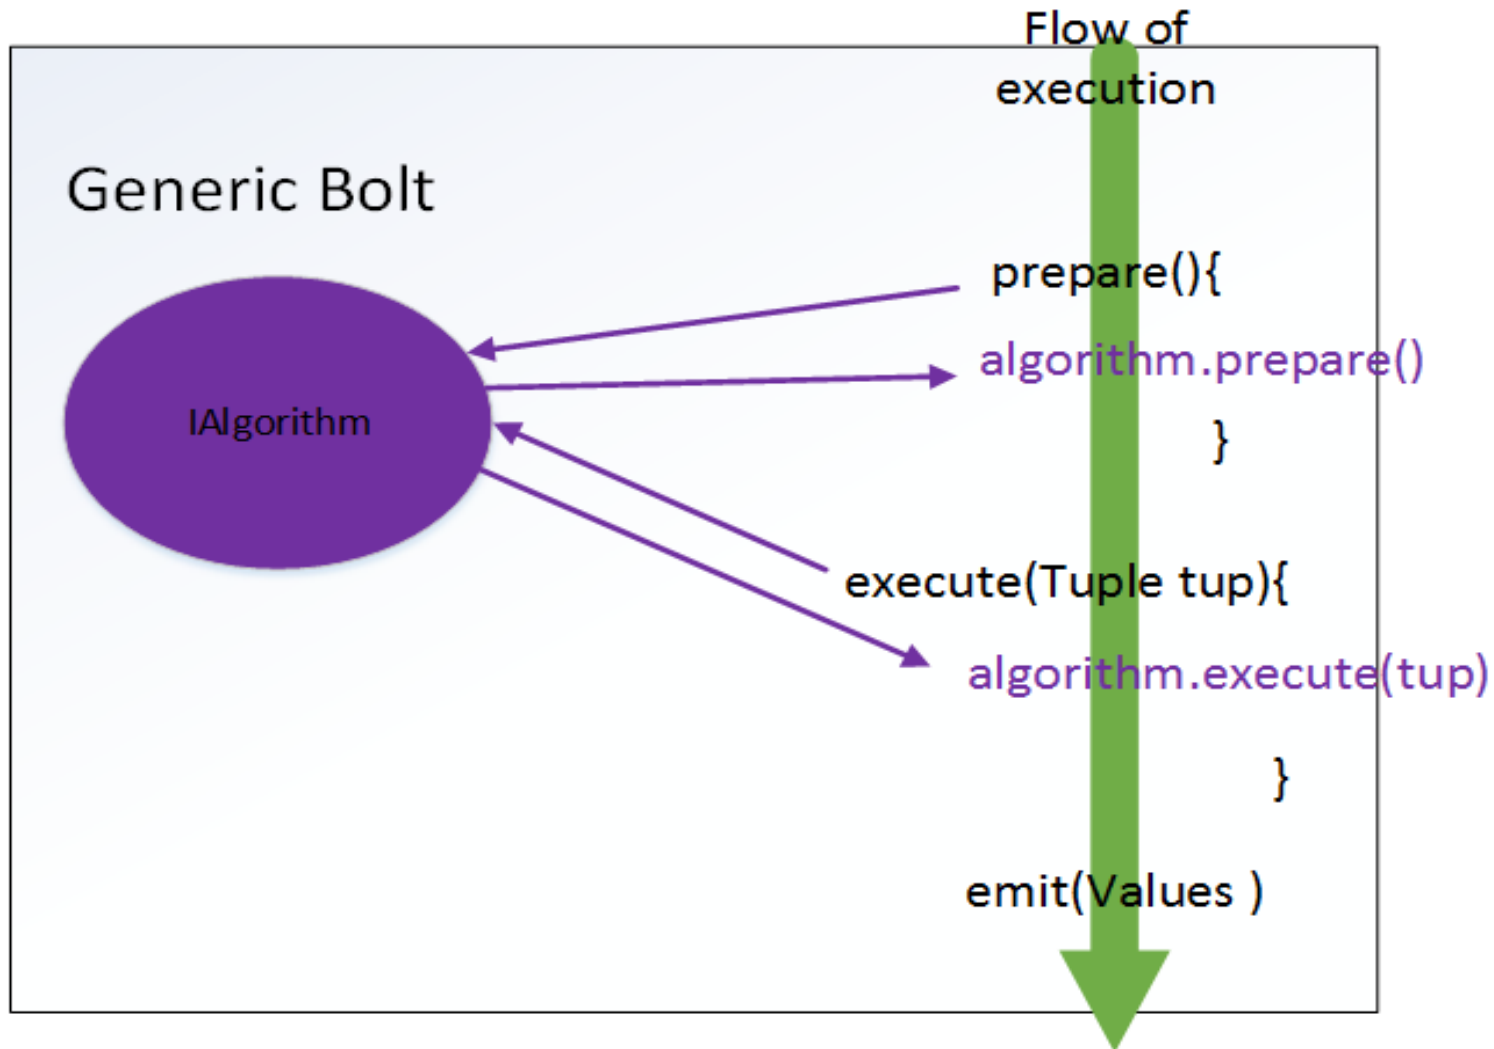 Flow of
execution
Generic Bolt
prepare(){
algorithm.prepare()
IAlgorithm
}
execute(Tuple tup){
algorithm.execute(tup)
}
emit(Values )